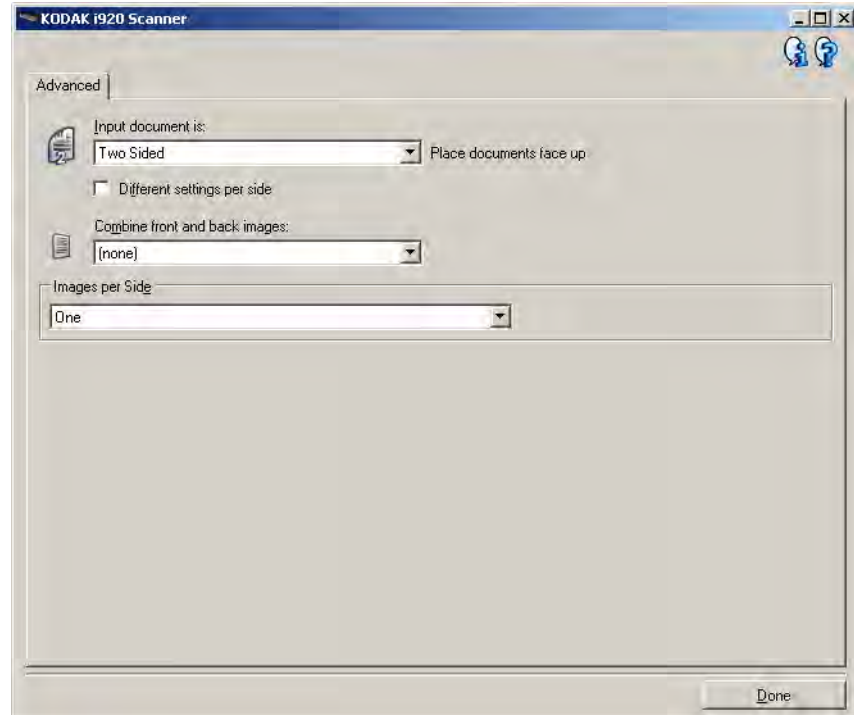 KODAK i920 Scanner
Advanced
Input document is:
Two Sided
Place documents face up
Different settings per side
Combine front and back images:
(none)
Images per Side
One
Done